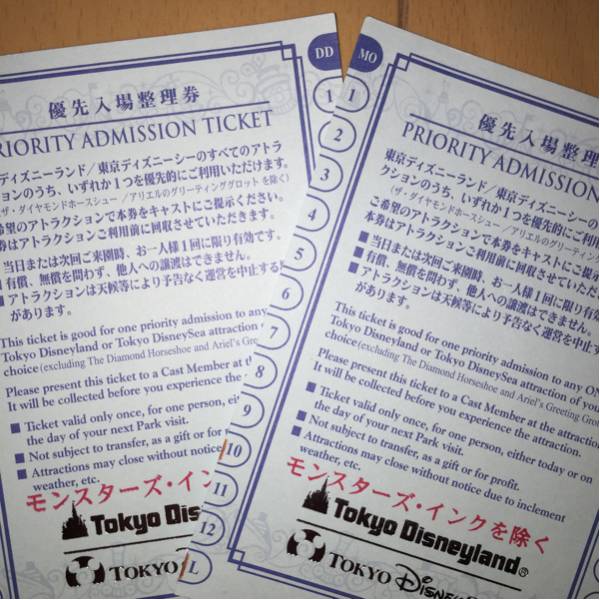 優先入場整理券
PRIORITY ADMISSION TICKET
ディズニーランド／東京ディズニーシーのすべてのアトラ
ションのうち、いずれか1つを優先的にご利用いただけます。
ザ・ダイヤモンドホースシュー／アリエルのグリーティンググロット を除く)
希望のアトラクションで本券をキャストにご提示ください。
券はアトラクションご利用前に回収させていただきます。
当日または次回ご来園時、お一人様1回に限り有効です。
有償、無償を問わず、他人への譲渡はできません。
■ アトラクションは天候等により予告なく運営を中止する
があります。
This ticket is good for one priority admission to any
Tokyo Disneyland or Tokyo DisneySea attraction
choice (excluding The Diamond Horseshoe and Ariel's Gree
Please present this ticket to a Cast Member at th
It will be collected before you experience the
■ Ticket valid only once, for one person, either
the day of your next Park visit.
■ Not subject to transfer, as a gift or for
■ Attractions may close without notice
weather, etc.
モンスターズ・イン
Tokyo Dis
TOKYO
DD
1
2
3
4
5
6
7
8
9
10
11
12
L
MO
1
優先入場整理
PRIORITY ADMISSION
東京ディズニーランド／東京ディズニーシーの
クションのうち、いずれか1つを優先的にご利用
(ザ・ダイヤモンドホースシュー／アリエルのグリーティング
ご希望のアトラクションで本券をキャストにご提示
本券はアトラクションご利用前に回収させていただ
■ 当日または次回ご来園時、お一人様1回に限り有効
■ 有償、無償を問わず、他人への譲渡はできません。
■ アトラクションは天候等により予告なく運営を中止す
があります。
This ticket is good for one priority admission to any ON
Tokyo Disneyland or Tokyo DisneySea attraction of your
choice (excluding The Diamond Horseshoe and Ariel's Greeting Grot
Please present this ticket to a Cast Member at the attraction.
It will be collected before you experience the attraction.
■ Ticket valid only once, for one person, either today or on
the day of your next Park visit.
■ Not subject to transfer, as a gift or for profit.
■ Attractions may close without notice due to inclement
weather, etc.
モンスターズ・インクを除く
Tokyo Disneyland®
TOKYO Disney